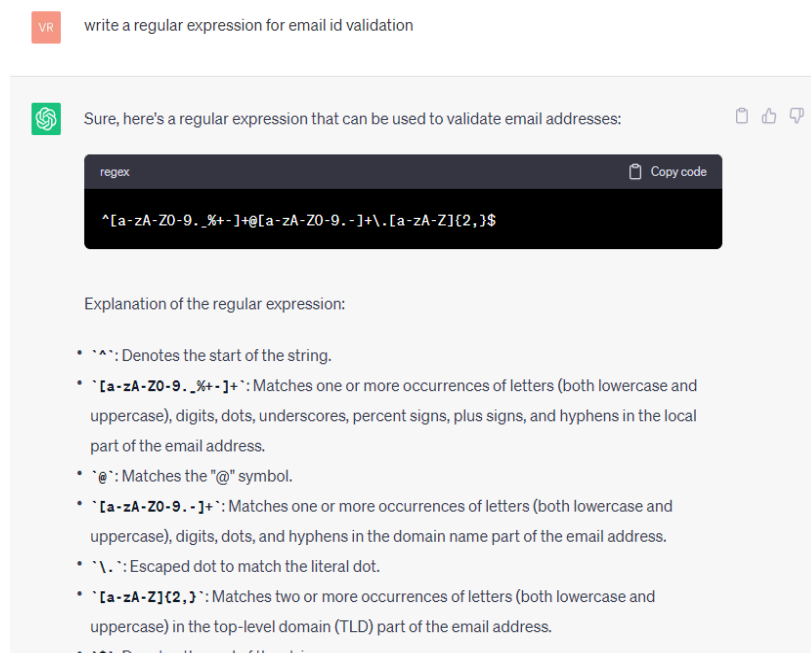 VR
write a regular expression for email id validation
Sure, here's a regular expression that can be used to validate email addresses:
regex
Copy code
^[a-zA-Z0-9._%+-]+@[a-zA-Z0-9.-]+\.[a-zA-Z]{2,}$
Explanation of the regular expression:
• `^`: Denotes the start of the string.
• `[a-zA-Z0-9._%+-]+`: Matches one or more occurrences of letters (both lowercase and
uppercase), digits, dots, underscores, percent signs, plus signs, and hyphens in the local
part of the email address.
• `@`: Matches the "@" symbol.
• `[a-zA-Z0-9.-]+`: Matches one or more occurrences of letters (both lowercase and
uppercase), digits, dots, and hyphens in the domain name part of the email address.
• `\.`: Escaped dot to match the literal dot.
• `[a-zA-Z]{2,}`: Matches two or more occurrences of letters (both lowercase and
uppercase) in the top-level domain (TLD) part of the email address.